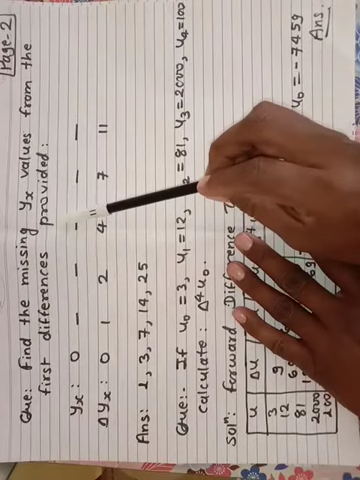 Page-2
Que: Find the missing yx values from the
first differences provided:
yx: 0 — — — — —
Δyx: 0 1 2 4 7 11
Ans: 1, 3, 7, 14, 25
Que:- If u0 = 3, u1 = 12, = 81, u3 = 2000, u4 = 100
calculate: Δ⁴u0.
Soln: Forward Difference
u Δu
3 9
12
81
2000
u0 = -7459
Ans.